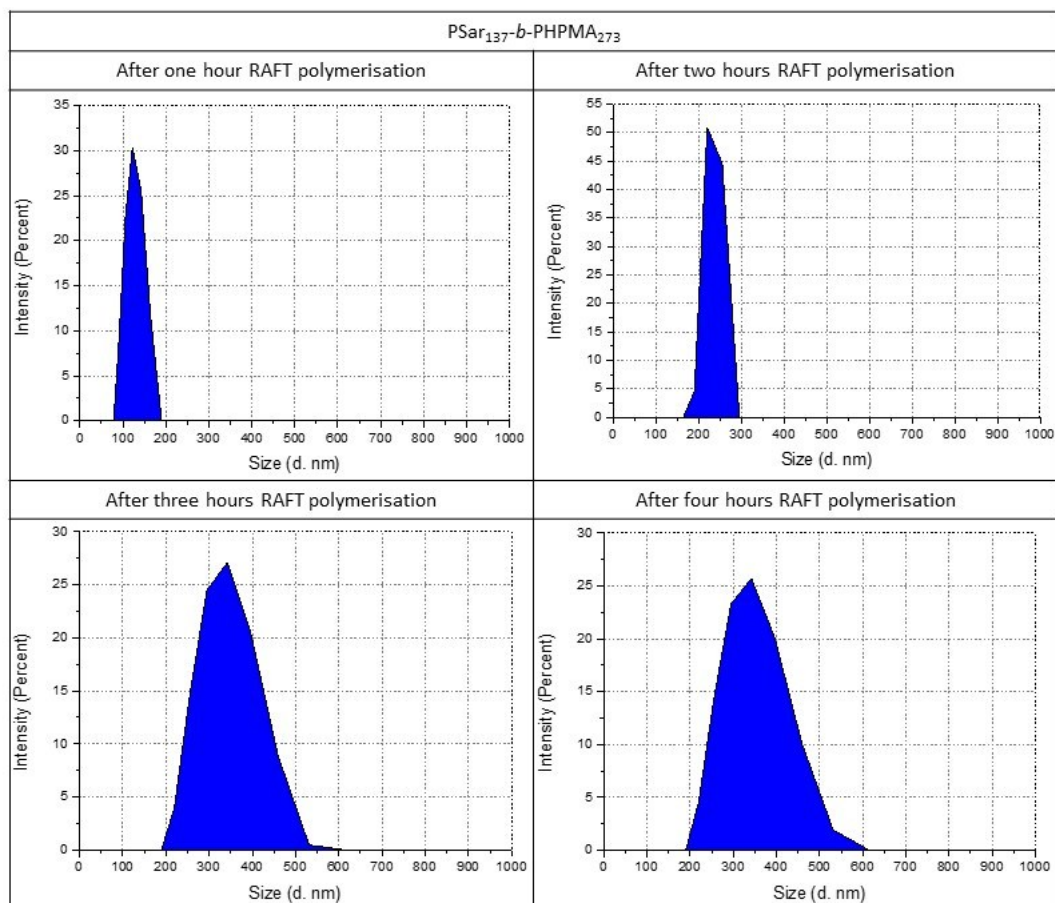 PSar₁₃₇-b-PHPMA₂₇₃
After one hour RAFT polymerisation
After two hours RAFT polymerisation
35
30
25
20
15
10
5
0
Intensity (Percent)
0 100 200 300 400 500 600 700 800 900 1000
Size (d. nm)
55
50
45
40
35
30
25
20
15
10
5
0
Intensity (Percent)
0 100 200 300 400 500 600 700 800 900 1000
Size (d. nm)
After three hours RAFT polymerisation
After four hours RAFT polymerisation
30
25
20
15
10
5
0
Intensity (Percent)
0 100 200 300 400 500 600 700 800 900 1000
Size (d. nm)
30
25
20
15
10
5
0
Intensity (Percent)
0 100 200 300 400 500 600 700 800 900 1000
Size (d. nm)